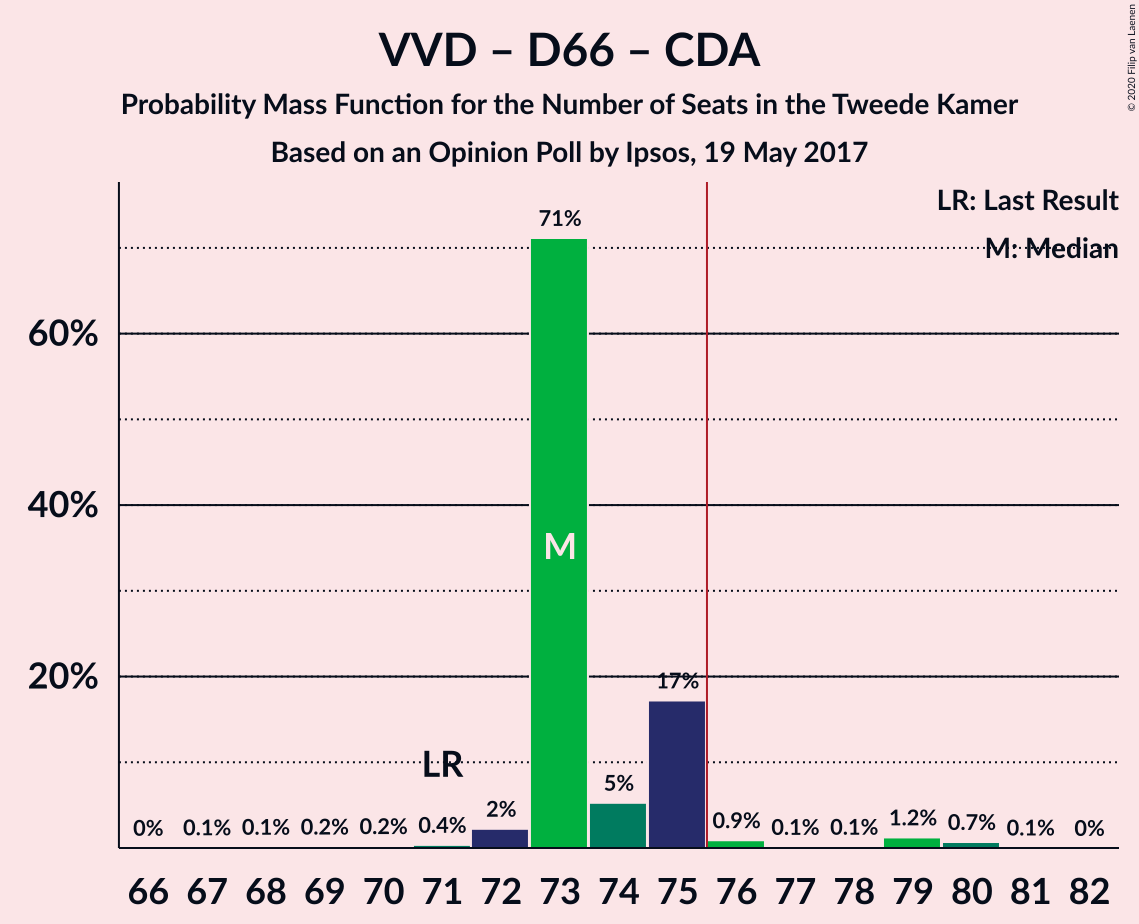 VVD – D66 – CDA
Probability Mass Function for the Number of Seats in the Tweede Kamer
Based on an Opinion Poll by Ipsos, 19 May 2017
© 2020 Filip van Laenen
LR: Last Result
M: Median
71%
60%
40%
M
20%
17%
LR
5%
2%
0% 0.1% 0.1% 0.2% 0.2% 0.4% 0.9% 0.1% 0.1% 1.2% 0.7% 0.1% 0%
66 67 68 69 70 71 72 73 74 75 76 77 78 79 80 81 82